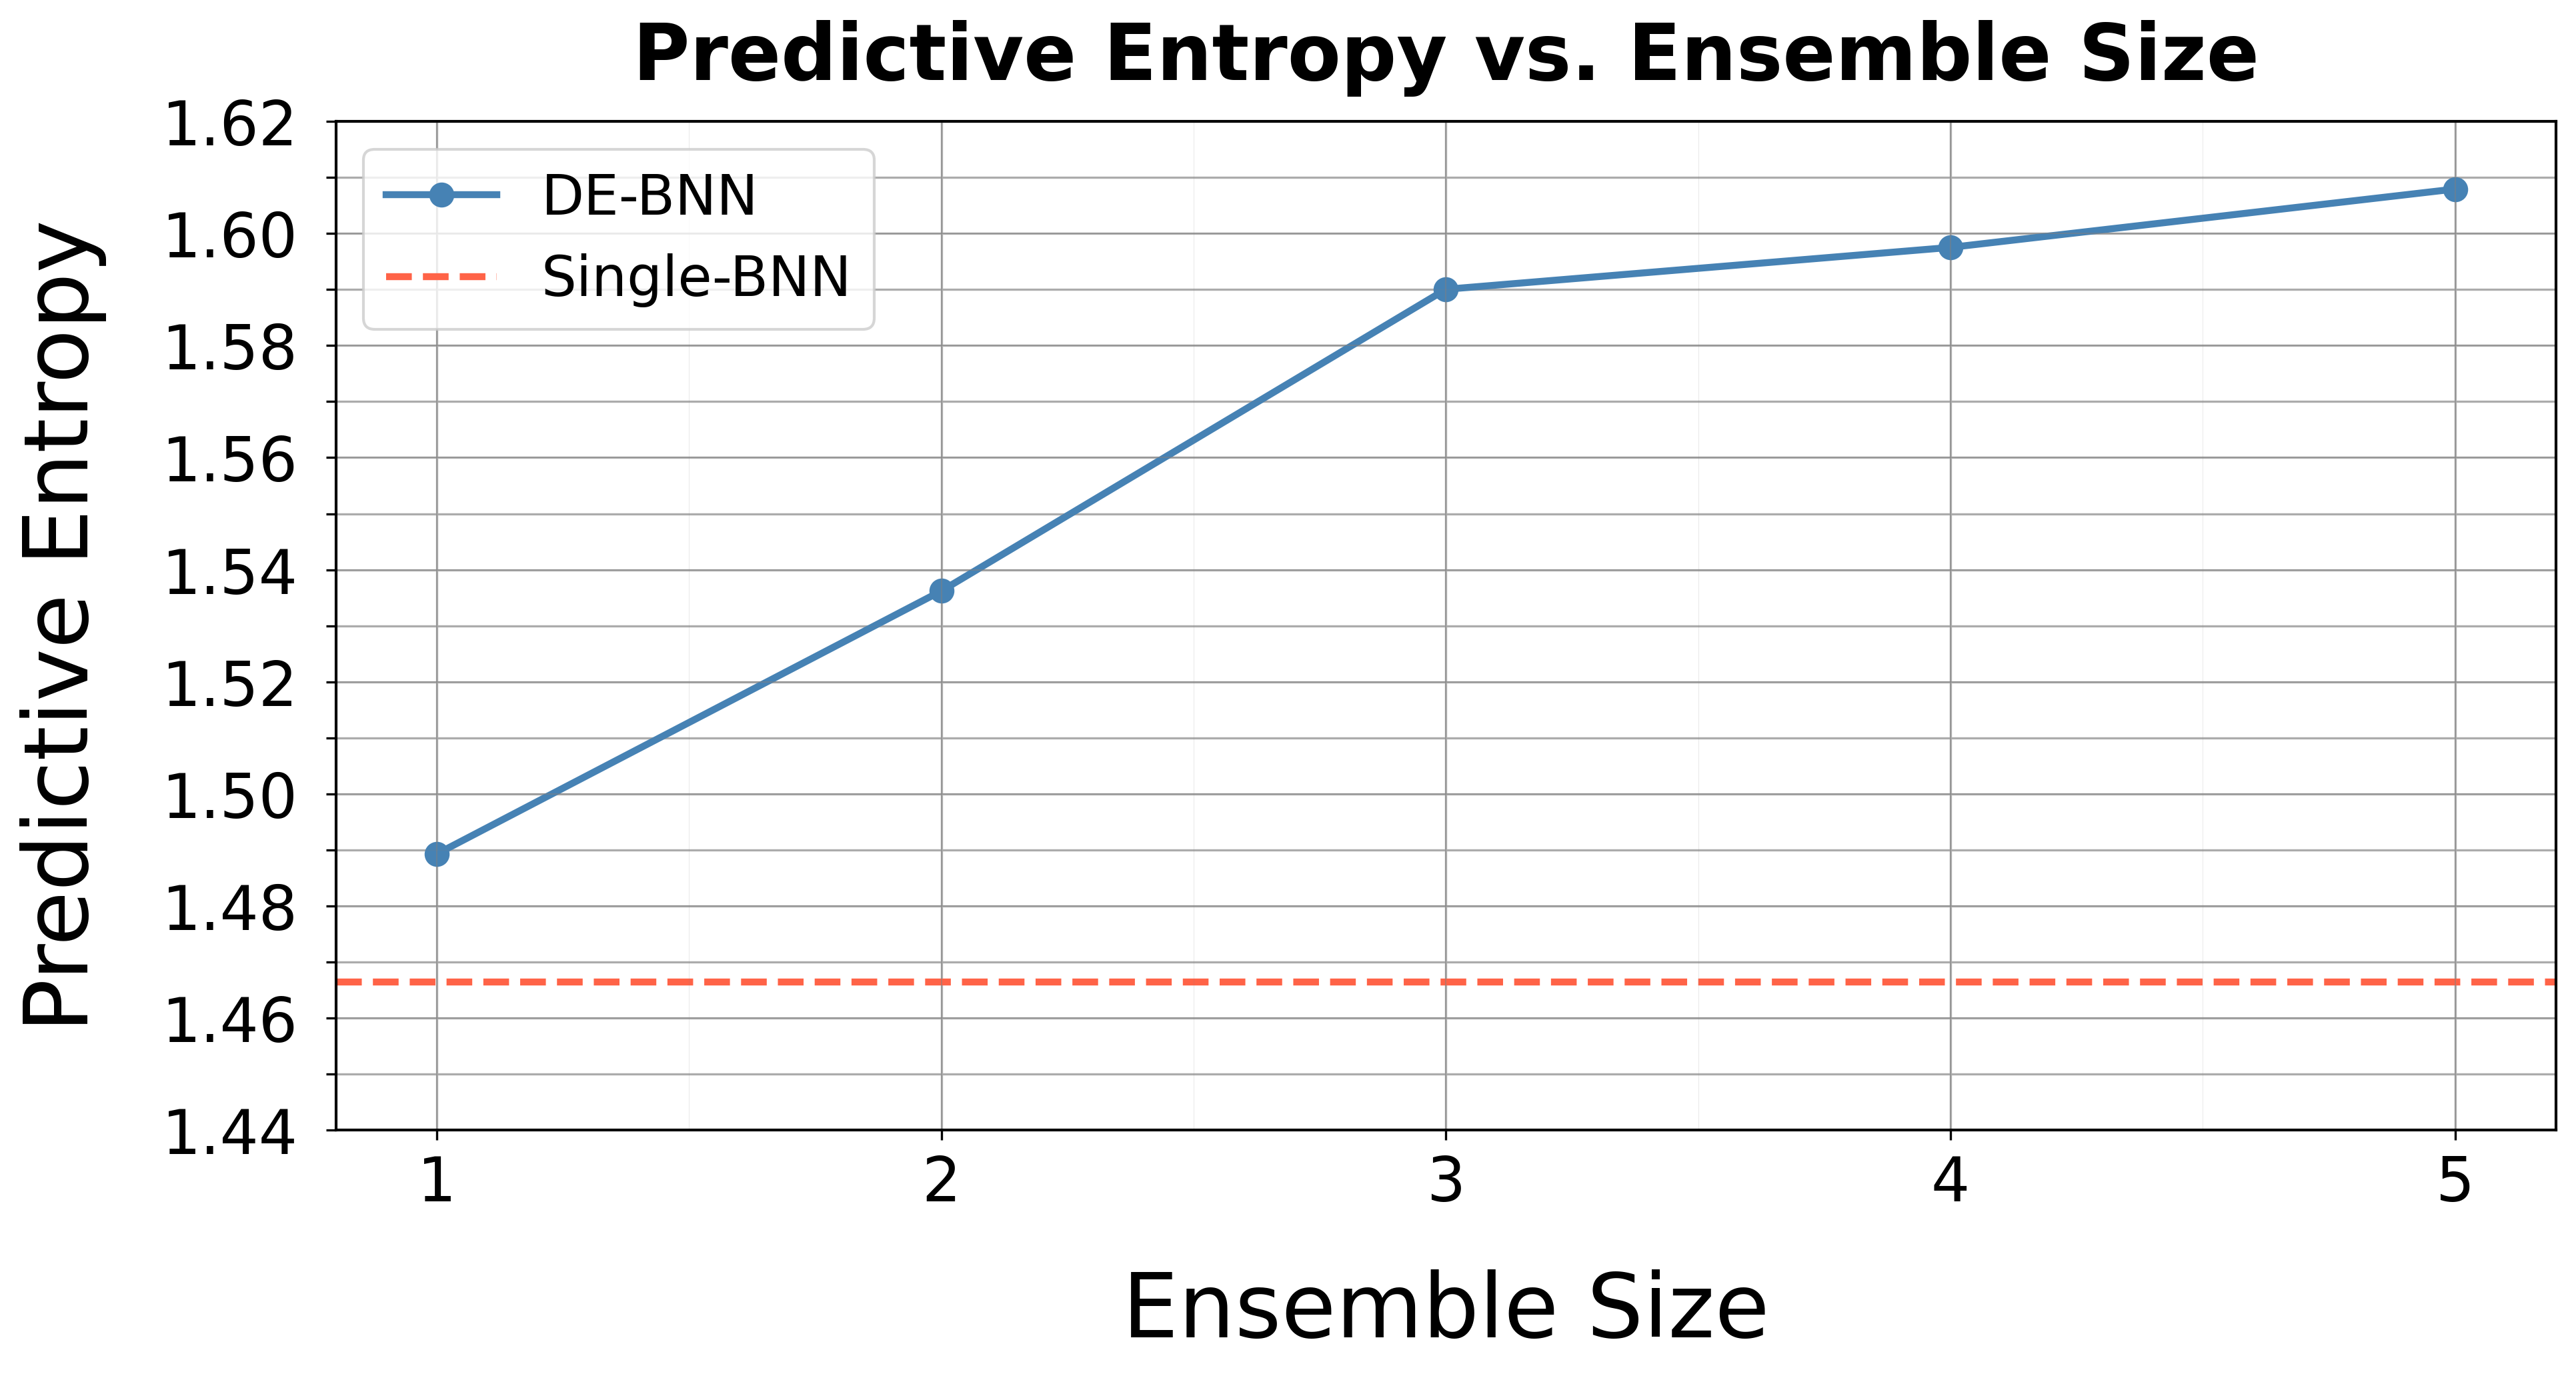 Predictive Entropy vs. Ensemble Size
Predictive Entropy
1.62
1.60
1.58
1.56
1.54
1.52
1.50
1.48
1.46
1.44
DE-BNN
Single-BNN
1 2 3 4 5
Ensemble Size